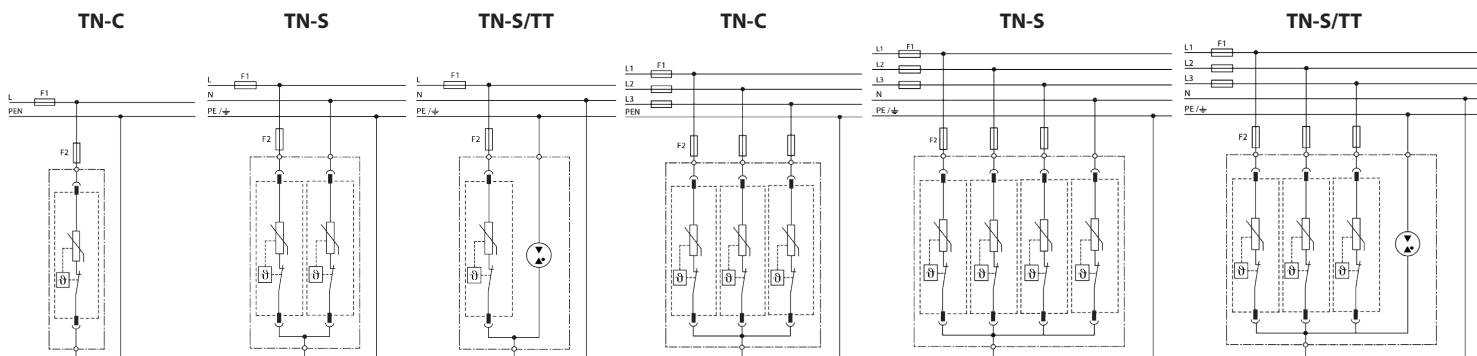 TN-C
L
F1
PEN
F2
ϑ
TN-S
L
F1
N
PE /⏚
F2
ϑ ϑ
TN-S/TT
L
F1
N
PE /⏚
F2
ϑ
TN-C
L1
F1
L2
L3
PEN
F2
ϑ ϑ ϑ
TN-S
L1
F1
L2
L3
N
PE /⏚
F2
ϑ ϑ ϑ ϑ
TN-S/TT
L1
F1
L2
L3
N
PE /⏚
F2
ϑ ϑ ϑ